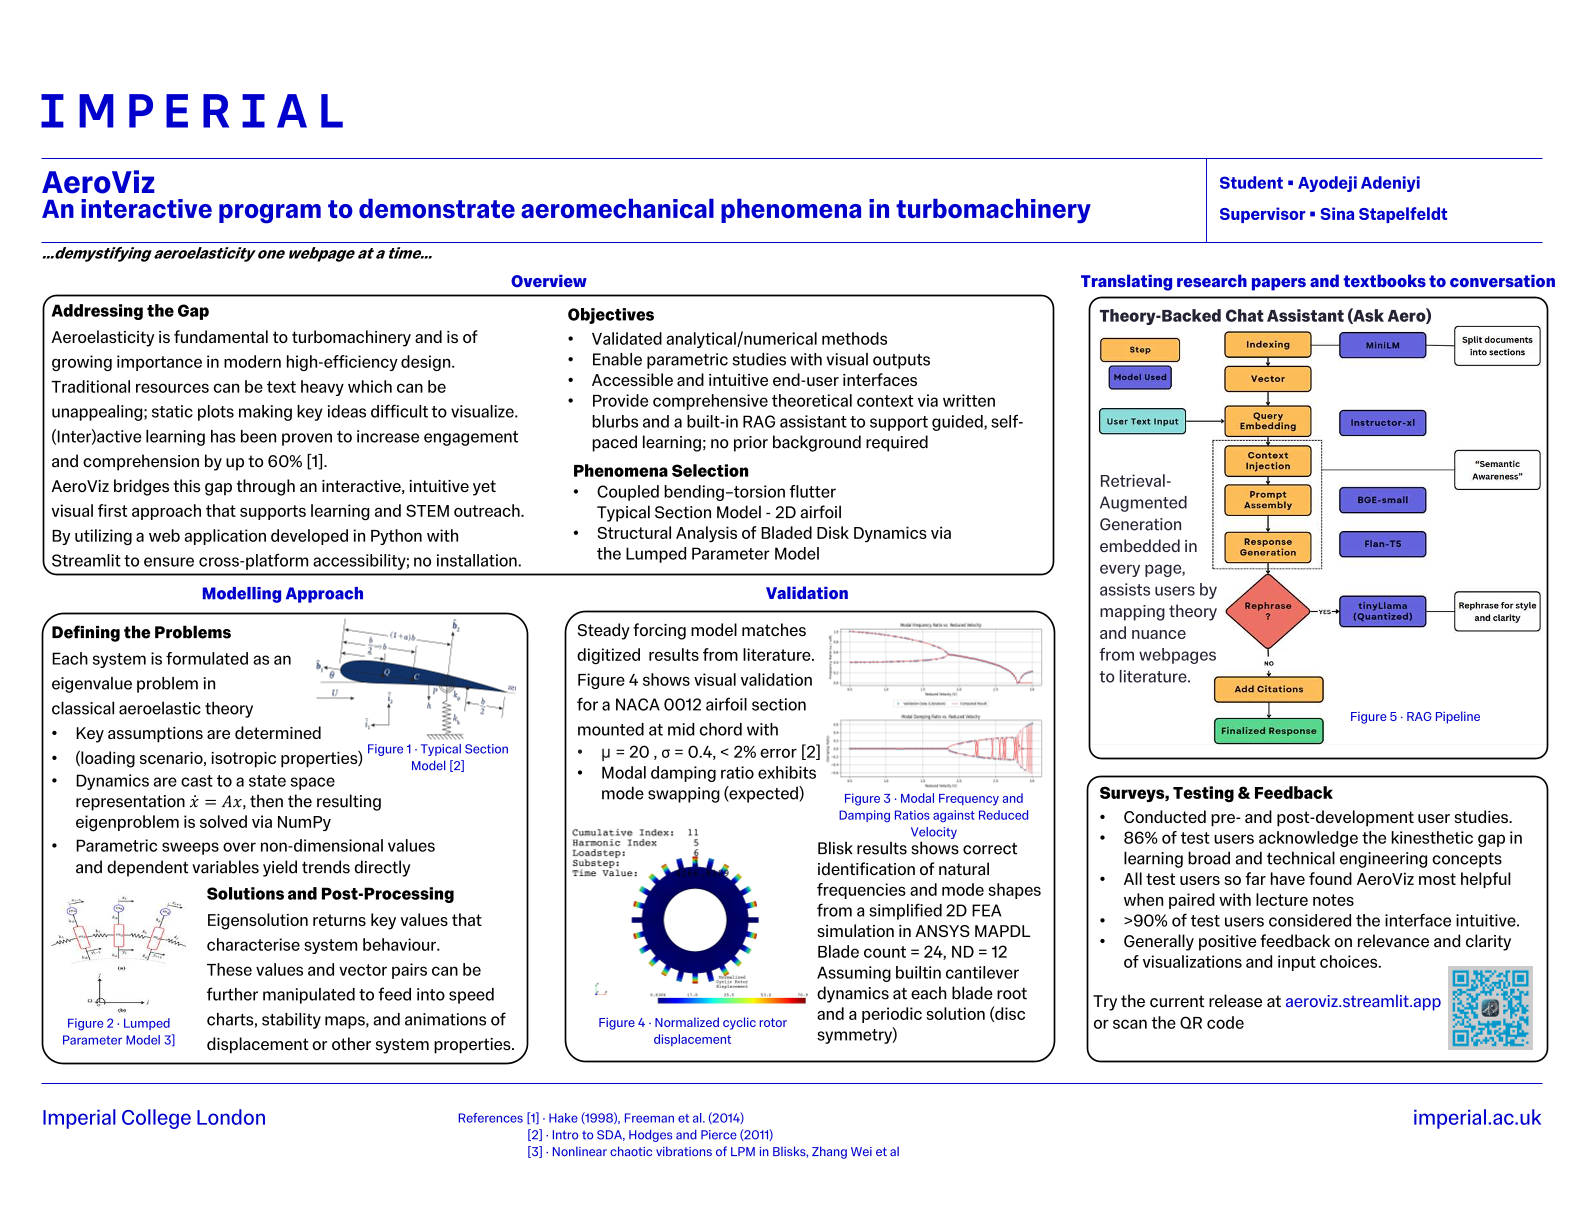 IMPERIAL
AeroViz
An interactive program to demonstrate aeromechanical phenomena in turbomachinery
Student ▪ Ayodeji Adeniyi
Supervisor ▪ Sina Stapelfeldt
...demystifying aeroelasticity one webpage at a time...
Overview
Addressing the Gap
Aeroelasticity is fundamental to turbomachinery and is of
growing importance in modern high-efficiency design.
Traditional resources can be text heavy which can be
unappealing; static plots making key ideas difficult to visualize.
(Inter)active learning has been proven to increase engagement
and comprehension by up to 60% [1].
AeroViz bridges this gap through an interactive, intuitive yet
visual first approach that supports learning and STEM outreach.
By utilizing a web application developed in Python with
Streamlit to ensure cross-platform accessibility; no installation.
Objectives
• Validated analytical/numerical methods
• Enable parametric studies with visual outputs
• Accessible and intuitive end-user interfaces
• Provide comprehensive theoretical context via written
blurbs and a built-in RAG assistant to support guided, self-
paced learning; no prior background required
Phenomena Selection
• Coupled bending–torsion flutter
Typical Section Model - 2D airfoil
• Structural Analysis of Bladed Disk Dynamics via
the Lumped Parameter Model
Modelling Approach
Defining the Problems
Each system is formulated as an
eigenvalue problem in
classical aeroelastic theory
• Key assumptions are determined
• (loading scenario, isotropic properties)
• Dynamics are cast to a state space
representation ẋ = Ax, then the resulting
eigenproblem is solved via NumPy
• Parametric sweeps over non-dimensional values
and dependent variables yield trends directly
(1+a)b
θ
Q
C
P
U
h
Figure 1 · Typical Section
Model [2]
Solutions and Post-Processing
Eigensolution returns key values that
characterise system behaviour.
These values and vector pairs can be
further manipulated to feed into speed
charts, stability maps, and animations of
displacement or other system properties.
(a)
(b)
Figure 2 · Lumped
Parameter Model 3]
Validation
Steady forcing model matches
digitized results from literature.
Figure 4 shows visual validation
for a NACA 0012 airfoil section
mounted at mid chord with
• μ = 20 , σ = 0.4, < 2% error [2]
• Modal damping ratio exhibits
mode swapping (expected)
Modal Frequency Ratio vs. Reduced Velocity
Reduced Velocity (V)
Modal Damping Ratio vs. Reduced Velocity
Damping Ratio
Reduced Velocity (V)
Figure 3 · Modal Frequency and
Damping Ratios against Reduced
Velocity
Cumulative Index: 11
Harmonic Index 5
Loadstep: 6
Substep:
Time Value:
Normalized
Cyclic Rotor
Displacement
Figure 4 · Normalized cyclic rotor
displacement
Blisk results shows correct
identification of natural
frequencies and mode shapes
from a simplified 2D FEA
simulation in ANSYS MAPDL
Blade count = 24, ND = 12
Assuming builtin cantilever
dynamics at each blade root
and a periodic solution (disc
symmetry)
Translating research papers and textbooks to conversation
Theory-Backed Chat Assistant (Ask Aero)
Step
Model Used
User Text Input
Indexing
MiniLM
Split documents
into sections
Vector
Query
Embedding
Instructor-xl
Context
Injection
"Semantic
Awareness"
Prompt
Assembly
BGE-small
Response
Generation
Flan-T5
Rephrase
?
YES
tinyLlama
(Quantized)
Rephrase for style
and clarity
NO
Add Citations
Finalized Response
Retrieval-
Augmented
Generation
embedded in
every page,
assists users by
mapping theory
and nuance
from webpages
to literature.
Figure 5 · RAG Pipeline
Surveys, Testing & Feedback
• Conducted pre- and post-development user studies.
• 86% of test users acknowledge the kinesthetic gap in
learning broad and technical engineering concepts
• All test users so far have found AeroViz most helpful
when paired with lecture notes
• >90% of test users considered the interface intuitive.
• Generally positive feedback on relevance and clarity
of visualizations and input choices.
Try the current release at aeroviz.streamlit.app
or scan the QR code
Imperial College London
References [1] · Hake (1998), Freeman et al. (2014)
[2] · Intro to SDA, Hodges and Pierce (2011)
[3] · Nonlinear chaotic vibrations of LPM in Blisks, Zhang Wei et al
imperial.ac.uk